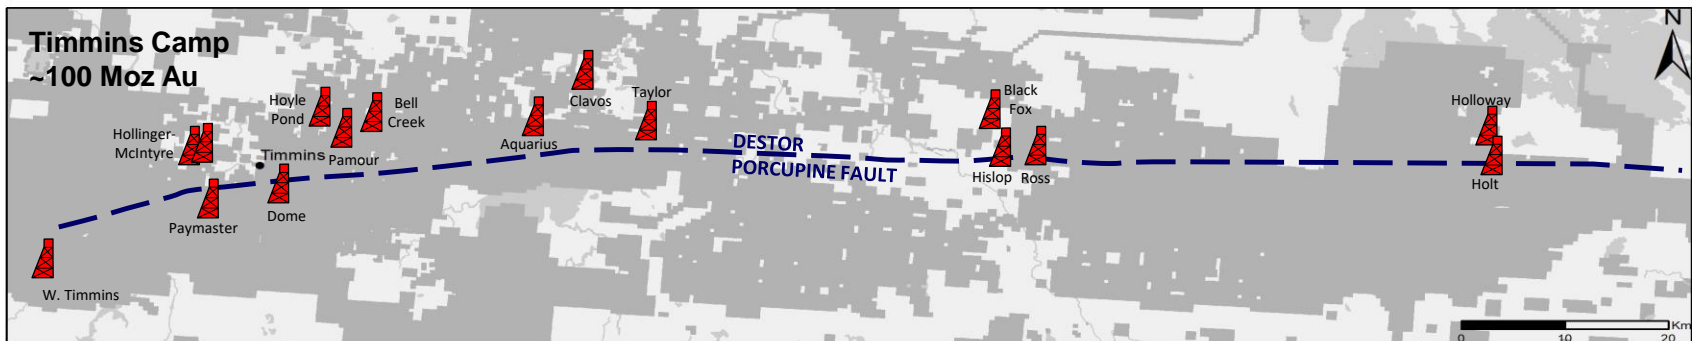 Timmins Camp
~100 Moz Au
N
Hollinger-
McIntyre
Hoyle
Pond
Bell
Creek
Pamour
Timmins
Paymaster
Dome
W. Timmins
Aquarius
Clavos
Taylor
DESTOR
PORCUPINE FAULT
Black
Fox
Hislop
Ross
Holloway
Holt
Km
0 10 20